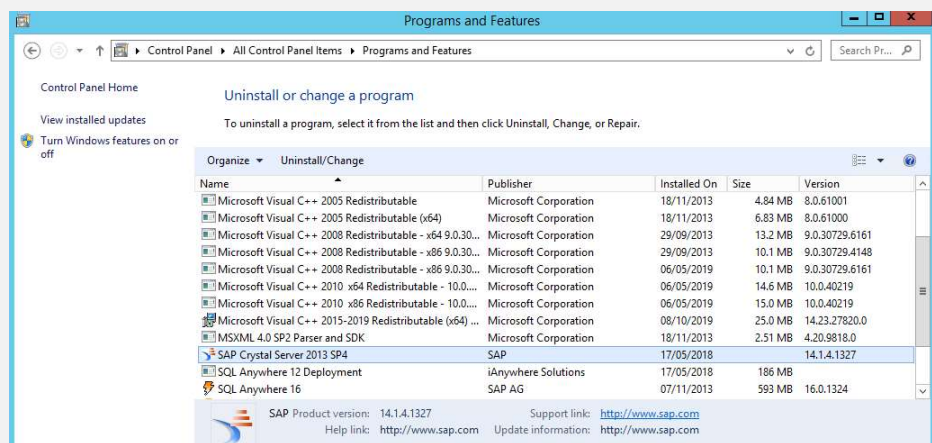 Programs and Features
Control Panel Control Panel All Control Panel Items Programs and Features Search Pr...
Control Panel Home
View installed updates
Turn Windows features on or off
Uninstall or change a program
To uninstall a program, select it from the list and then click Uninstall, Change, or Repair.
Organize Uninstall/Change
Name Publisher Installed On Size Version
Microsoft Visual C++ 2005 Redistributable Microsoft Corporation 18/11/2013 4.84 MB 8.0.61001
Microsoft Visual C++ 2005 Redistributable (x64) Microsoft Corporation 18/11/2013 6.83 MB 8.0.61000
Microsoft Visual C++ 2008 Redistributable - x64 9.0.30... Microsoft Corporation 29/09/2013 13.2 MB 9.0.30729.6161
Microsoft Visual C++ 2008 Redistributable - x86 9.0.30... Microsoft Corporation 29/09/2013 10.1 MB 9.0.30729.4148
Microsoft Visual C++ 2008 Redistributable - x86 9.0.30... Microsoft Corporation 06/05/2019 10.1 MB 9.0.30729.6161
Microsoft Visual C++ 2010 x64 Redistributable - 10.0.... Microsoft Corporation 06/05/2019 14.6 MB 10.0.40219
Microsoft Visual C++ 2010 x86 Redistributable - 10.0.... Microsoft Corporation 06/05/2019 15.0 MB 10.0.40219
Microsoft Visual C++ 2015-2019 Redistributable (x64) ... Microsoft Corporation 08/10/2019 25.0 MB 14.23.27820.0
MSXML 4.0 SP2 Parser and SDK Microsoft Corporation 18/11/2013 2.51 MB 4.20.9818.0
SAP Crystal Server 2013 SP4 SAP 17/05/2018 14.1.4.1327
SQL Anywhere 12 Deployment iAnywhere Solutions 17/05/2018 186 MB
SQL Anywhere 16 SAP AG 07/11/2013 593 MB 16.0.1324
SAP Product version: 14.1.4.1327 Support link: http://www.sap.com
Help link: http://www.sap.com Update information: http://www.sap.com